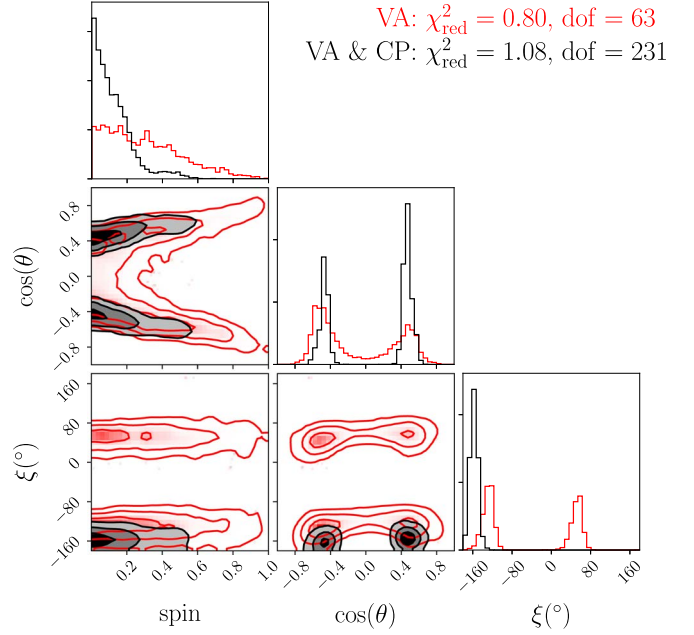 VA: χ²_red = 0.80, dof = 63
VA & CP: χ²_red = 1.08, dof = 231
cos(θ)
0.8
0.4
0.0
−0.4
−0.8
ξ(°)
160
80
0
−80
−160
0.2 0.4 0.6 0.8 1.0
−0.8 −0.4 0.0 0.4 0.8
−160 −80 0 80 160
spin cos(θ) ξ(°)